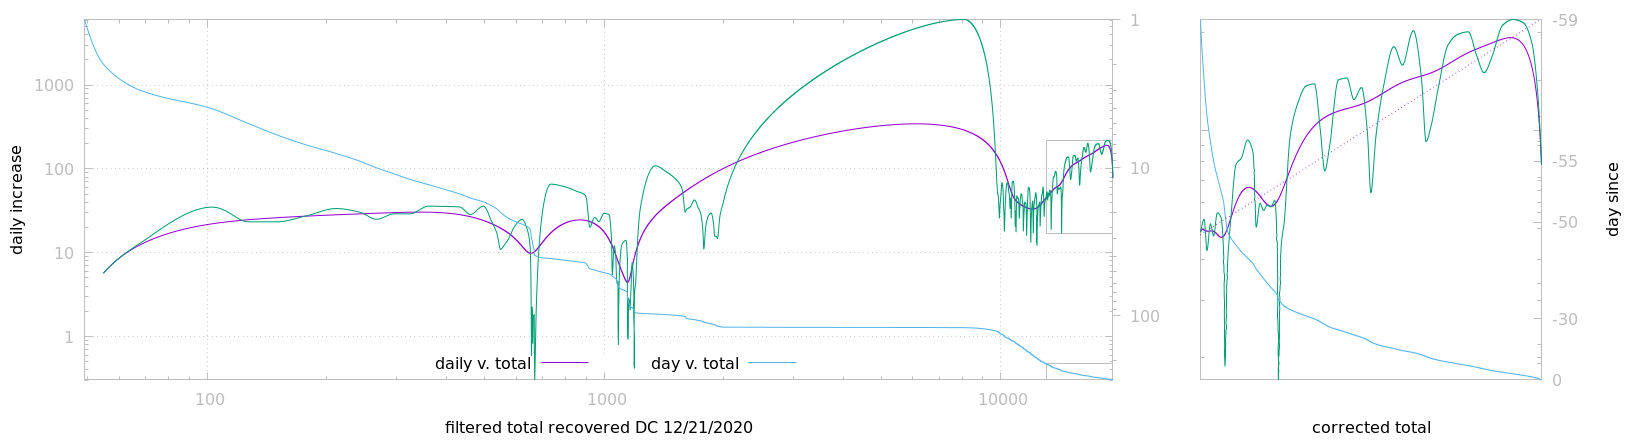 daily increase
1000
100
10
1
100
1000
10000
1
10
100
daily v. total
day v. total
filtered total recovered DC 12/21/2020
-59
-55
-50
-30
0
day since
corrected total